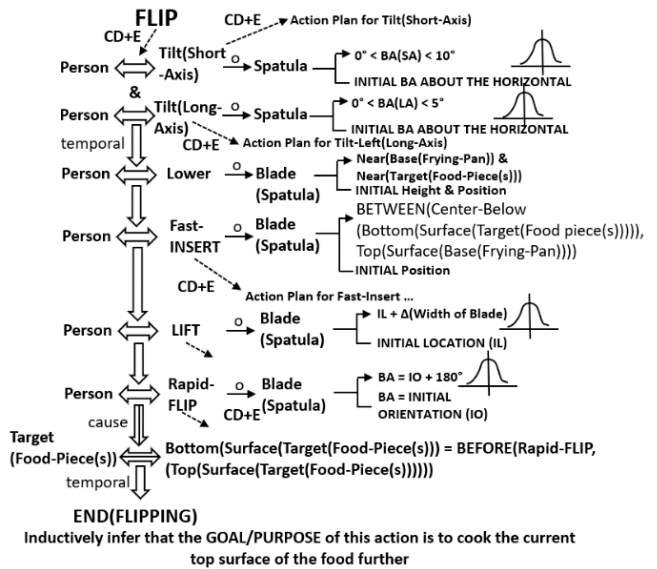 FLIP
CD+E
CD+E
Action Plan for Tilt(Short-Axis)
Person
Tilt(Short
-Axis)
o
Spatula
0° < BA(SA) < 10°
INITIAL BA ABOUT THE HORIZONTAL
&
Person
Tilt(Long-
Axis)
o
Spatula
0° < BA(LA) < 5°
INITIAL BA ABOUT THE HORIZONTAL
temporal
CD+E
Action Plan for Tilt-Left(Long-Axis)
Person
Lower
o
Blade
(Spatula)
Near(Base(Frying-Pan)) &
Near(Target(Food-Piece(s)))
INITIAL Height & Position
Person
Fast-
INSERT
o
Blade
(Spatula)
BETWEEN(Center-Below
(Bottom(Surface(Target(Food piece(s))))),
Top(Surface(Base(Frying-Pan))))
INITIAL Position
CD+E
Action Plan for Fast-Insert ...
Person
LIFT
o
Blade
(Spatula)
IL + Δ(Width of Blade)
INITIAL LOCATION (IL)
Person
Rapid-
FLIP
o
CD+E
Blade
(Spatula)
BA = IO + 180°
BA = INITIAL
ORIENTATION (IO)
cause
Target
(Food-Piece(s))
Bottom(Surface(Target(Food-Piece(s))) = BEFORE(Rapid-FLIP,
(Top(Surface(Target(Food-Piece(s))))))
temporal
END(FLIPPING)
Inductively infer that the GOAL/PURPOSE of this action is to cook the current
top surface of the food further